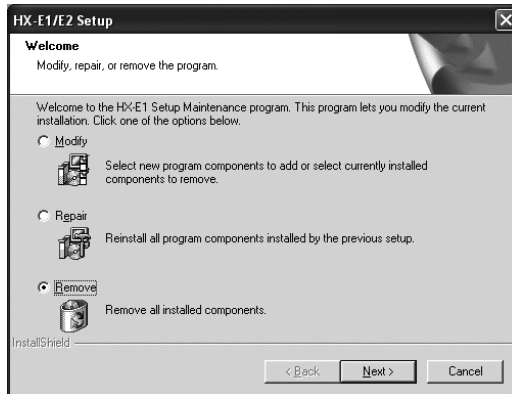 HX-E1/E2 Setup
Welcome
Modify, repair, or remove the program.
Welcome to the HX-E1 Setup Maintenance program. This program lets you modify the current
installation. Click one of the options below.
Modify
Select new program components to add or select currently installed
components to remove.
Repair
Reinstall all program components installed by the previous setup.
Remove
Remove all installed components.
InstallShield
< Back
Next >
Cancel